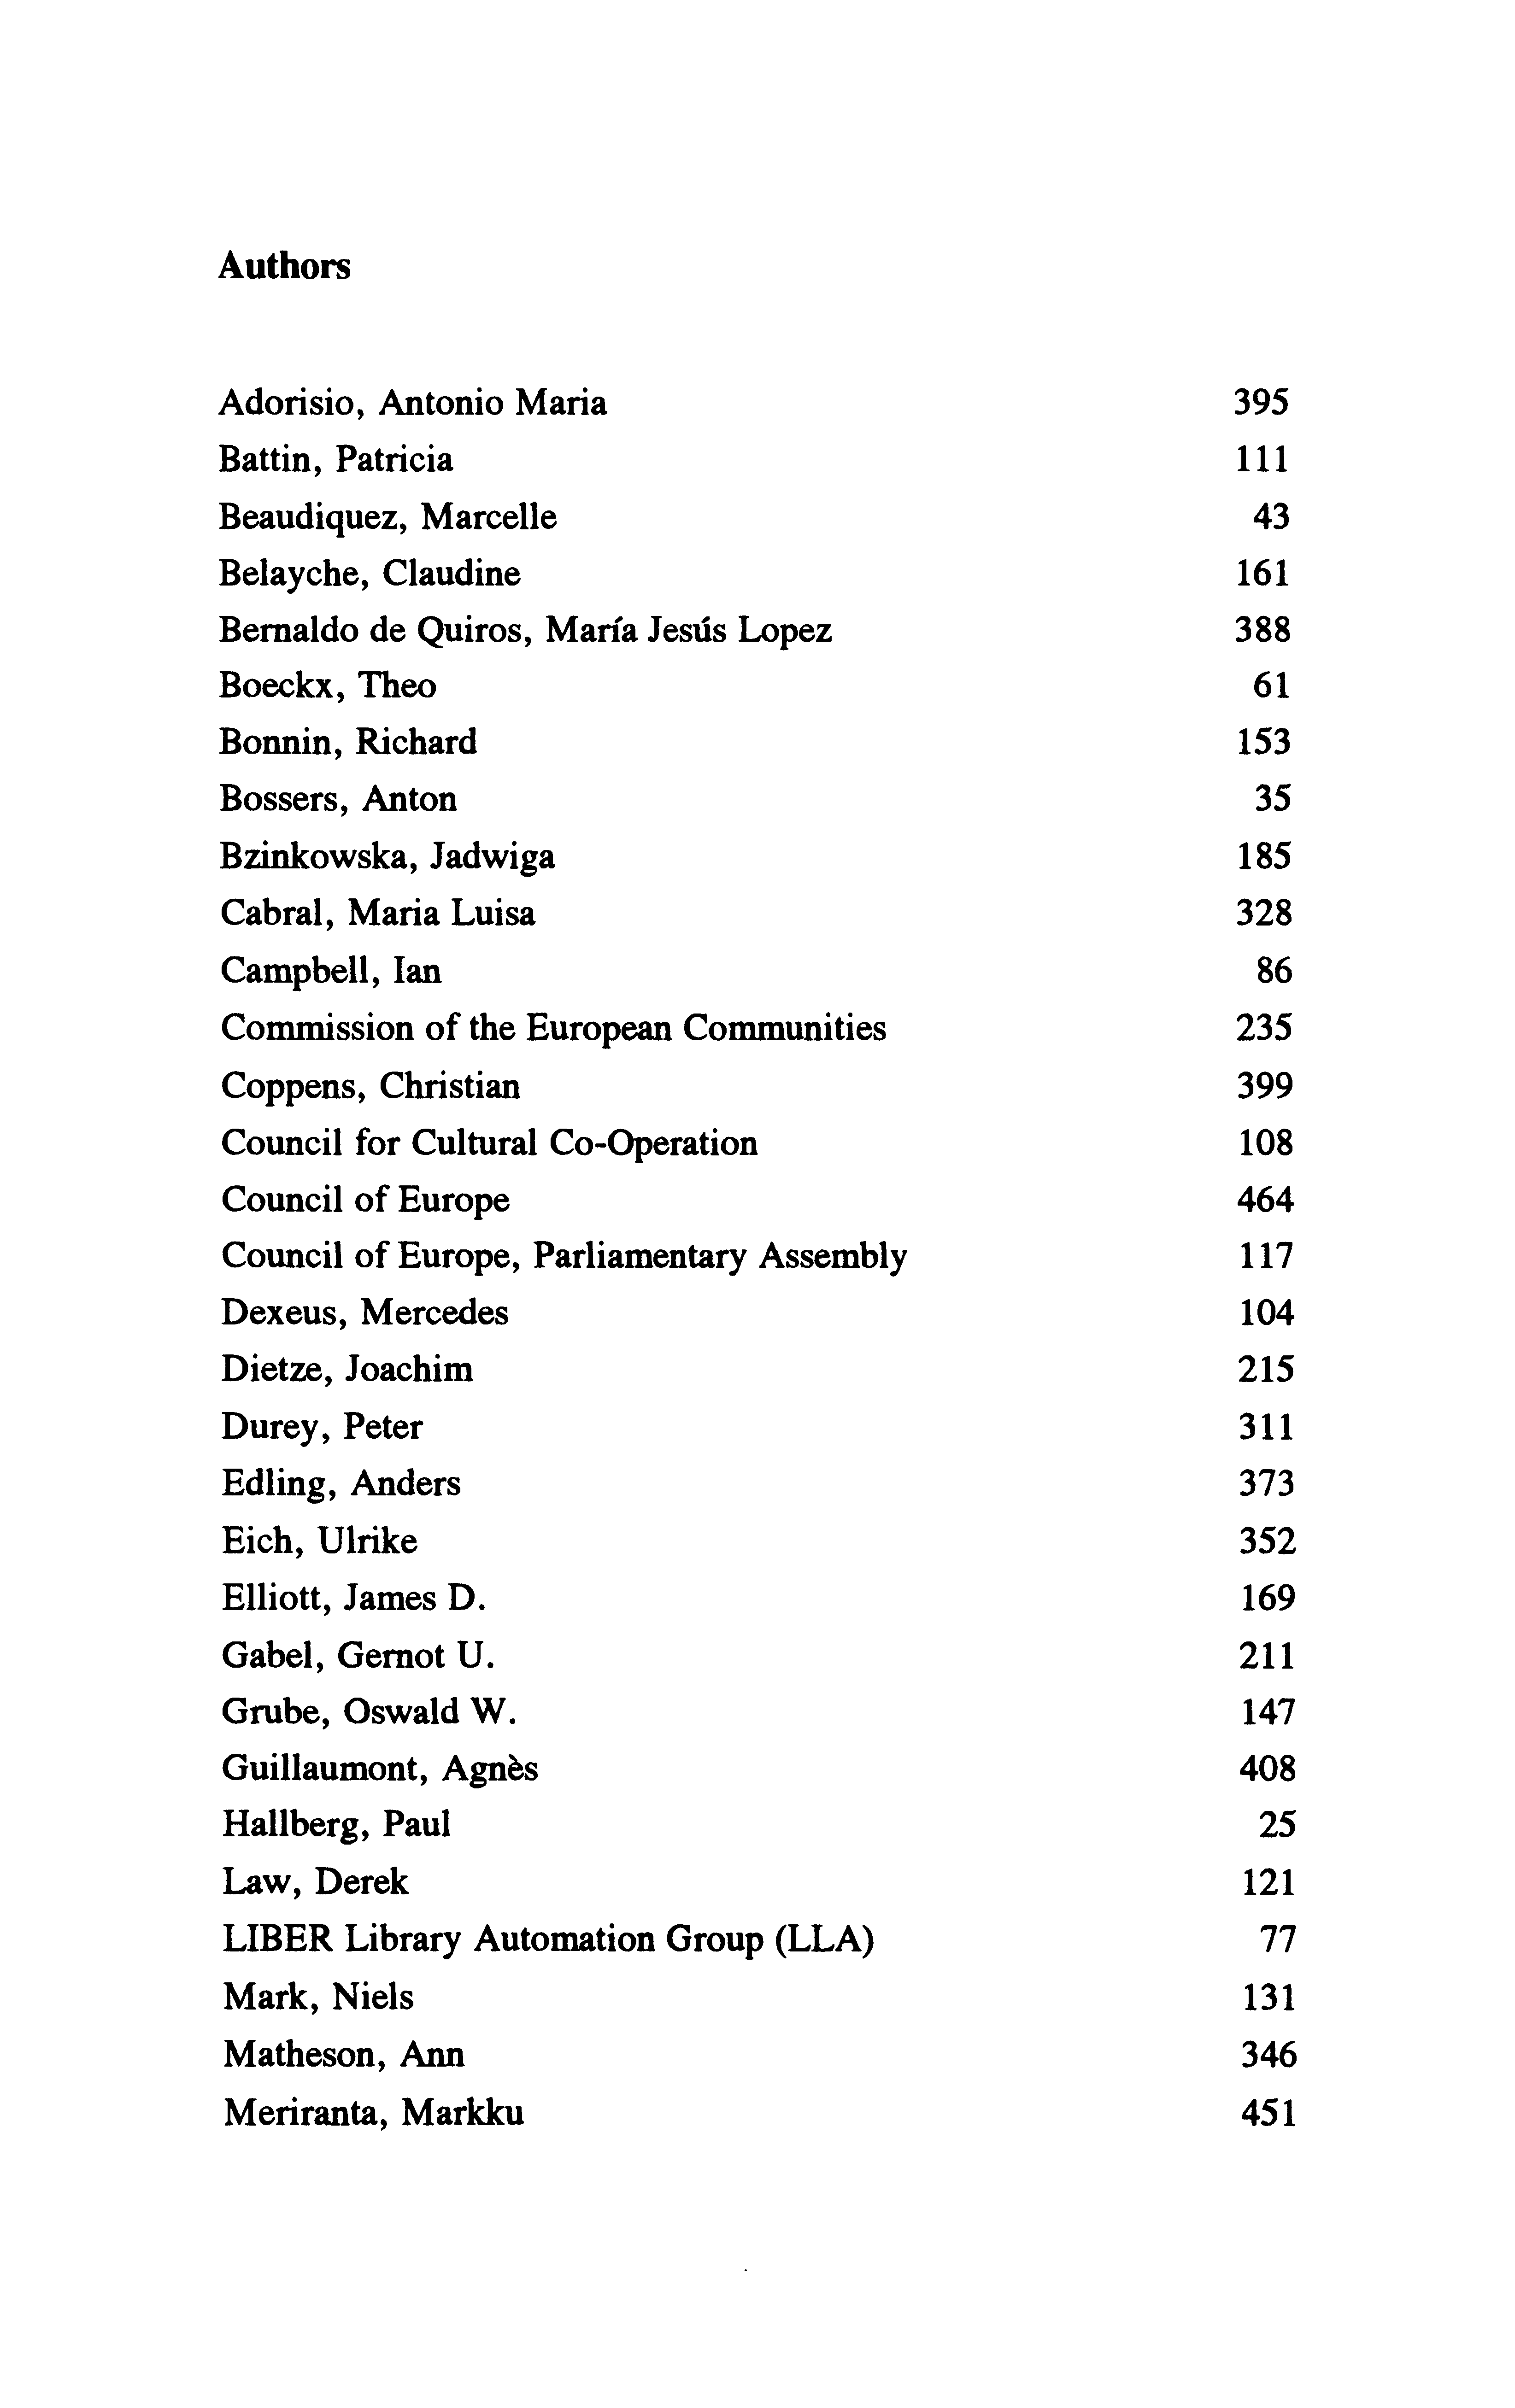 Authors
Adorisio, Antonio Maria 395
Battin, Patricia 111
Beaudiquez, Marcelle 43
Belayche, Claudine 161
Bernaldo de Quiros, María Jesús Lopez 388
Boeckx, Theo 61
Bonnin, Richard 153
Bossers, Anton 35
Bzinkowska, Jadwiga 185
Cabral, Maria Luisa 328
Campbell, Ian 86
Commission of the European Communities 235
Coppens, Christian 399
Council for Cultural Co-Operation 108
Council of Europe 464
Council of Europe, Parliamentary Assembly 117
Dexeus, Mercedes 104
Dietze, Joachim 215
Durey, Peter 311
Edling, Anders 373
Eich, Ulrike 352
Elliott, James D. 169
Gabel, Gernot U. 211
Grube, Oswald W. 147
Guillaumont, Agnès 408
Hallberg, Paul 25
Law, Derek 121
LIBER Library Automation Group (LLA) 77
Mark, Niels 131
Matheson, Ann 346
Meriranta, Markku 451